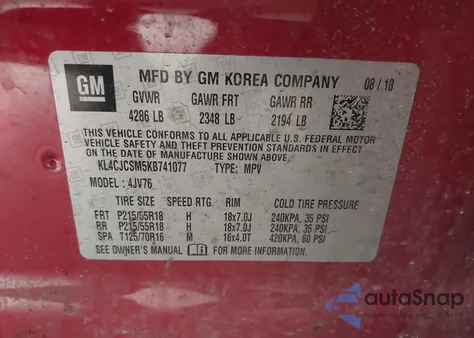 GM
MFD BY GM KOREA COMPANY 08/18
GVWR GAWR FRT GAWR RR
4286 LB 2348 LB 2194 LB
THIS VEHICLE CONFORMS TO ALL APPLICABLE U.S. FEDERAL MOTOR
VEHICLE SAFETY AND THEFT PREVENTION STANDARDS IN
EFFECT ON THE DATE OF MANUFACTURE SHOWN ABOVE.
KL4CJCSM5KB741077 TYPE: MPV
MODEL: 4JV76
TIRE SIZE SPEED RTG. RIM COLD TIRE PRESSURE
FRT P215/55R18 H 18x7.0J 240KPA, 35 PSI
RR P215/55R18 H 18x7.0J 240KPA, 35 PSI
SPA T125/70R16 M 16x4.0T 420KPA, 60 PSI
SEE OWNER'S MANUAL FOR MORE INFORMATION.
autoSnap